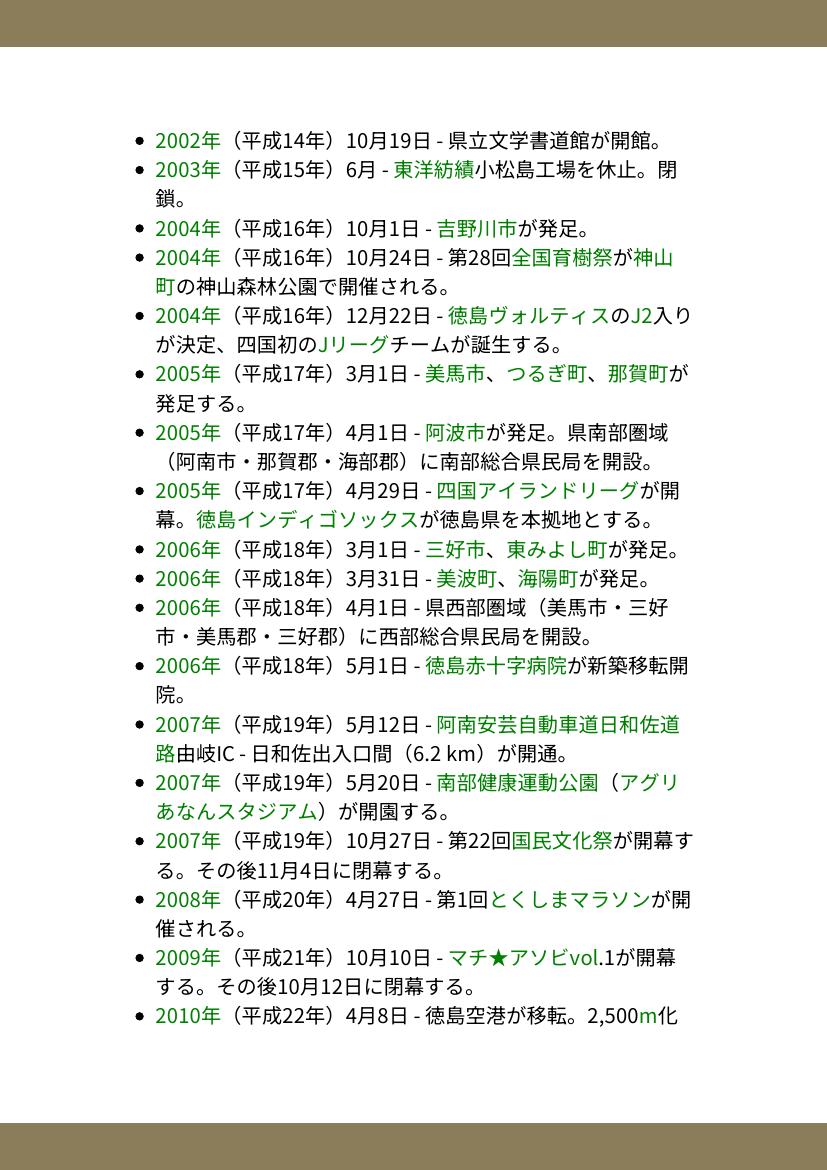 2002年（平成14年）10月19日 - 県立文学書道館が開館。
2003年（平成15年）6月 - 東洋紡績小松島工場を休止。閉
鎖。
2004年（平成16年）10月1日 - 吉野川市が発足。
2004年（平成16年）10月24日 - 第28回全国育樹祭が神山
町の神山森林公園で開催される。
2004年（平成16年）12月22日 - 徳島ヴォルティスのJ2入り
が決定、四国初のJリーグチームが誕生する。
2005年（平成17年）3月1日 - 美馬市、つるぎ町、那賀町が
発足する。
2005年（平成17年）4月1日 - 阿波市が発足。県南部圏域
（阿南市・那賀郡・海部郡）に南部総合県民局を開設。
2005年（平成17年）4月29日 - 四国アイランドリーグが開
幕。徳島インディゴソックスが徳島県を本拠地とする。
2006年（平成18年）3月1日 - 三好市、東みよし町が発足。
2006年（平成18年）3月31日 - 美波町、海陽町が発足。
2006年（平成18年）4月1日 - 県西部圏域（美馬市・三好
市・美馬郡・三好郡）に西部総合県民局を開設。
2006年（平成18年）5月1日 - 徳島赤十字病院が新築移転開
院。
2007年（平成19年）5月12日 - 阿南安芸自動車道日和佐道
路由岐IC - 日和佐出入口間（6.2 km）が開通。
2007年（平成19年）5月20日 - 南部健康運動公園（アグリ
あなんスタジアム）が開園する。
2007年（平成19年）10月27日 - 第22回国民文化祭が開幕す
る。その後11月4日に閉幕する。
2008年（平成20年）4月27日 - 第1回とくしまマラソンが開
催される。
2009年（平成21年）10月10日 - マチ★アソビvol.1が開幕
する。その後10月12日に閉幕する。
2010年（平成22年）4月8日 - 徳島空港が移転。2,500m化